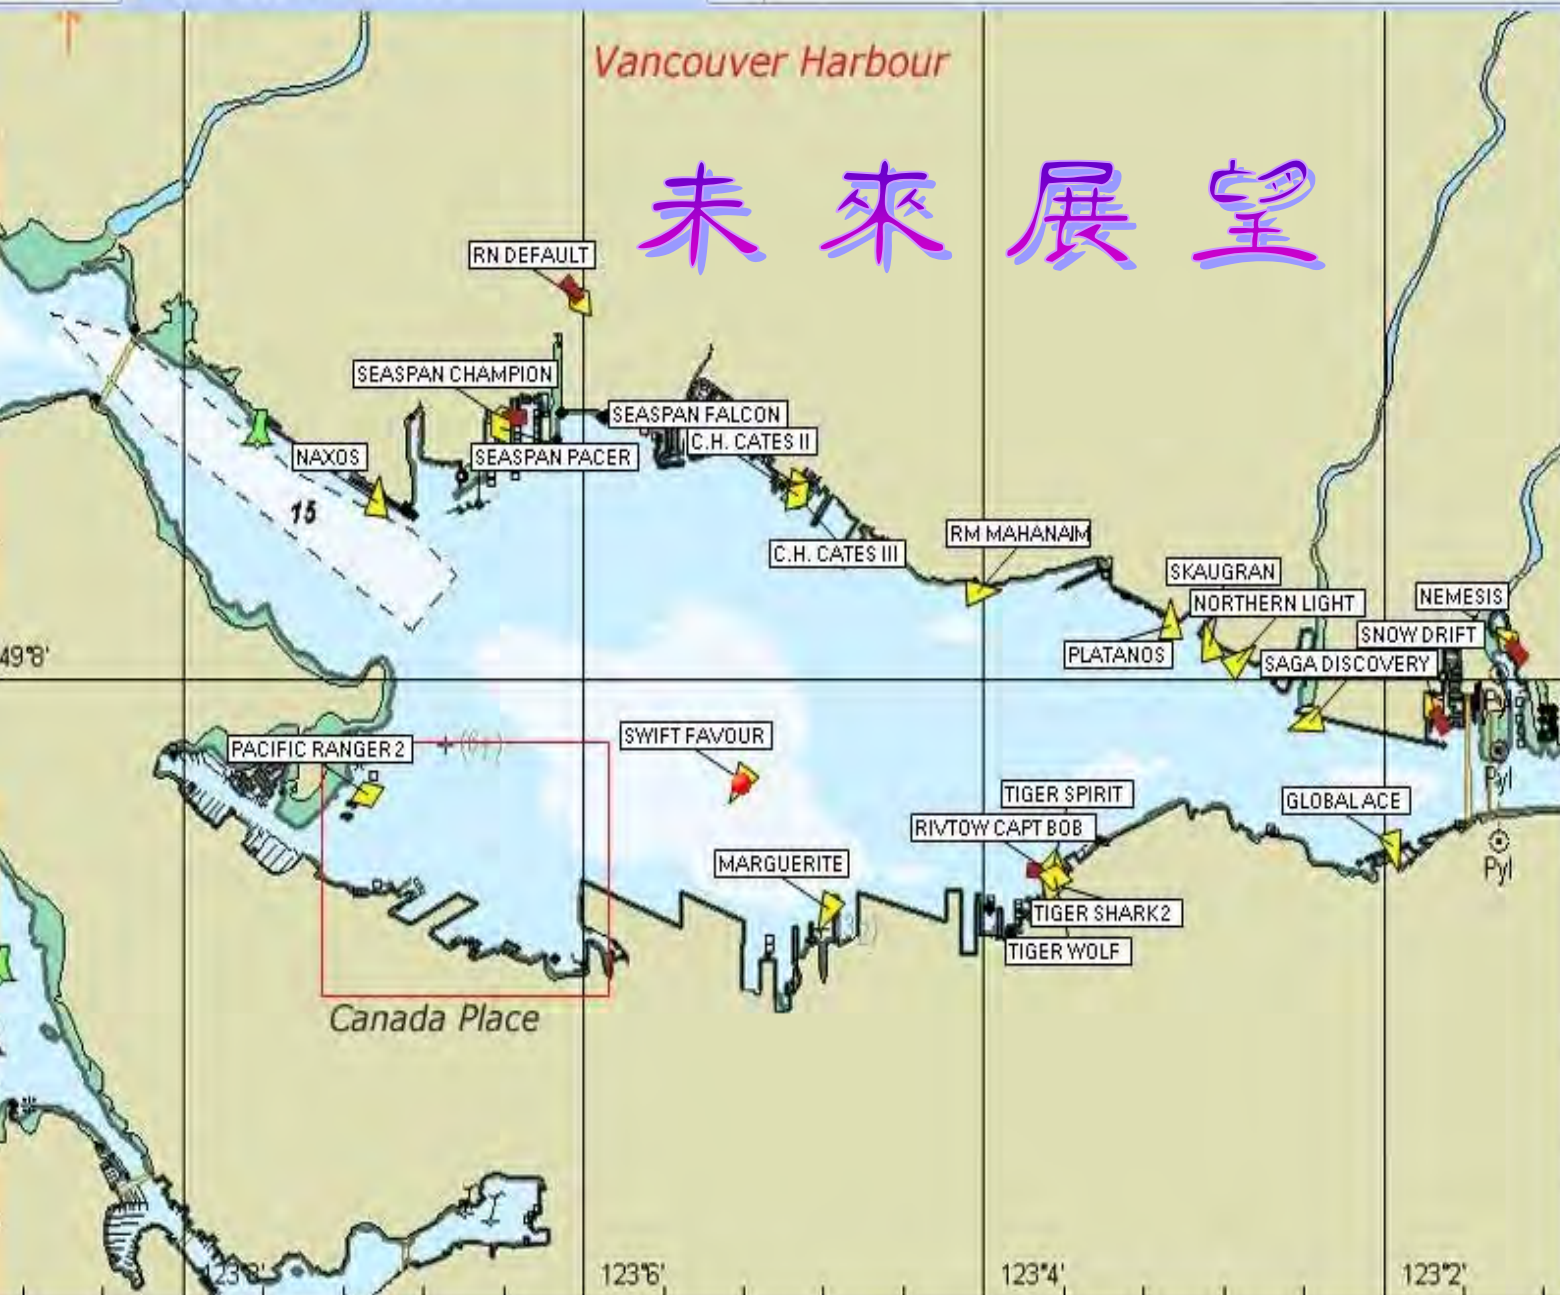 Vancouver Harbour
未來展望
RN DEFAULT
SEASPAN CHAMPION
SEASPAN FALCON
C.H. CATES II
NAXOS
SEASPAN PACER
15
RM MAHANAIM
C.H. CATES III
SKAUGRAN
NORTHERN LIGHT
NEMESIS
SNOW DRIFT
PLATANOS
SAGA DISCOVERY
49°8'
PACIFIC RANGER 2
SWIFT FAVOUR
Pyl
TIGER SPIRIT
GLOBAL ACE
RIVTOW CAPT BOB
MARGUERITE
Pyl
TIGER SHARK 2
TIGER WOLF
Canada Place
123°6'
123°4'
123°2'